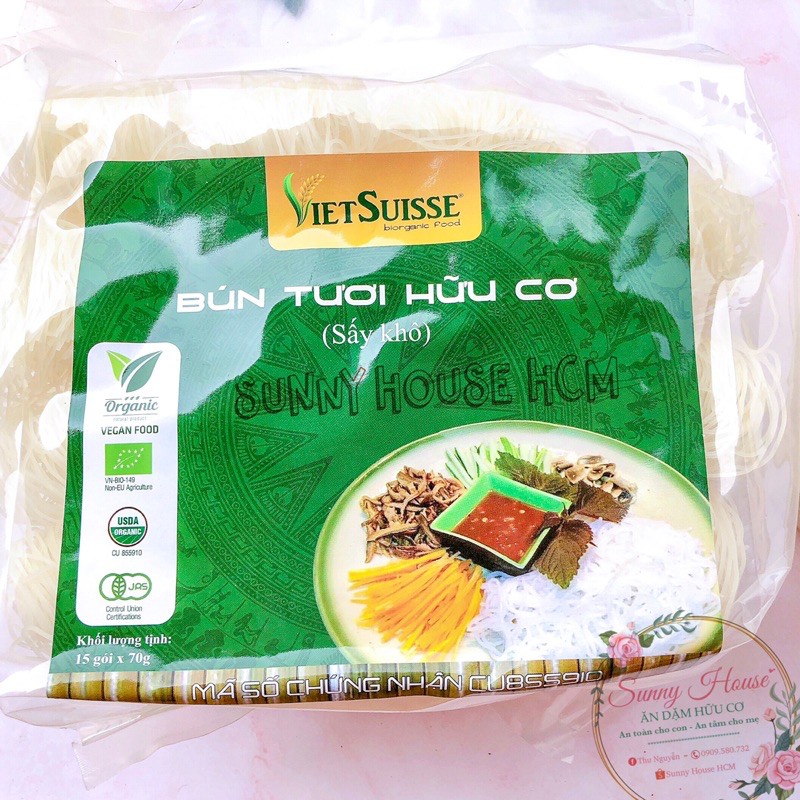 VIETSUISSE®
biorganic food
BÚN TƯƠI HỮU CƠ
(Sấy khô)
SUNNY HOUSE HCM
Organic
natural product
VEGAN FOOD
VN-BIO-149
Non-EU Agriculture
USDA
ORGANIC
CU 855910
JAS
Control Union
Certifications
Khối lượng tịnh:
15 gói x 70g
MÃ SỐ CHỨNG NHẬN CU855910
Sunny House
ĂN DẶM HỮU CƠ
An toàn cho con - An tâm cho mẹ
Thu Nguyễn - 0909.580.732
Sunny House HCM